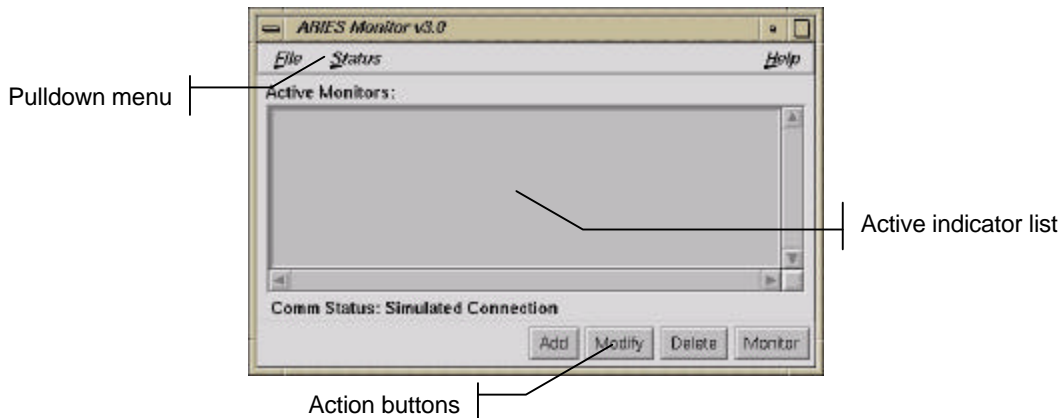 ARIES Monitor v3.0
File Status Help
Pulldown menu
Active Monitors:
Active indicator list
Comm Status: Simulated Connection
Add Modify Delete Monitor
Action buttons